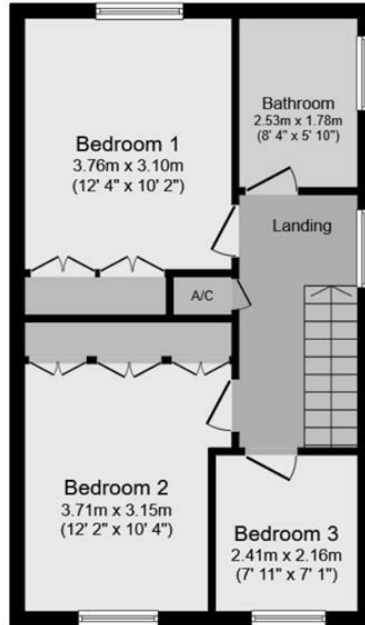 Bathroom
2.53m x 1.78m
(8' 4" x 5' 10")
Bedroom 1
3.76m x 3.10m
(12' 4" x 10' 2")
Landing
A/C
Bedroom 2
3.71m x 3.15m
(12' 2" x 10' 4")
Bedroom 3
2.41m x 2.16m
(7' 11" x 7' 1")